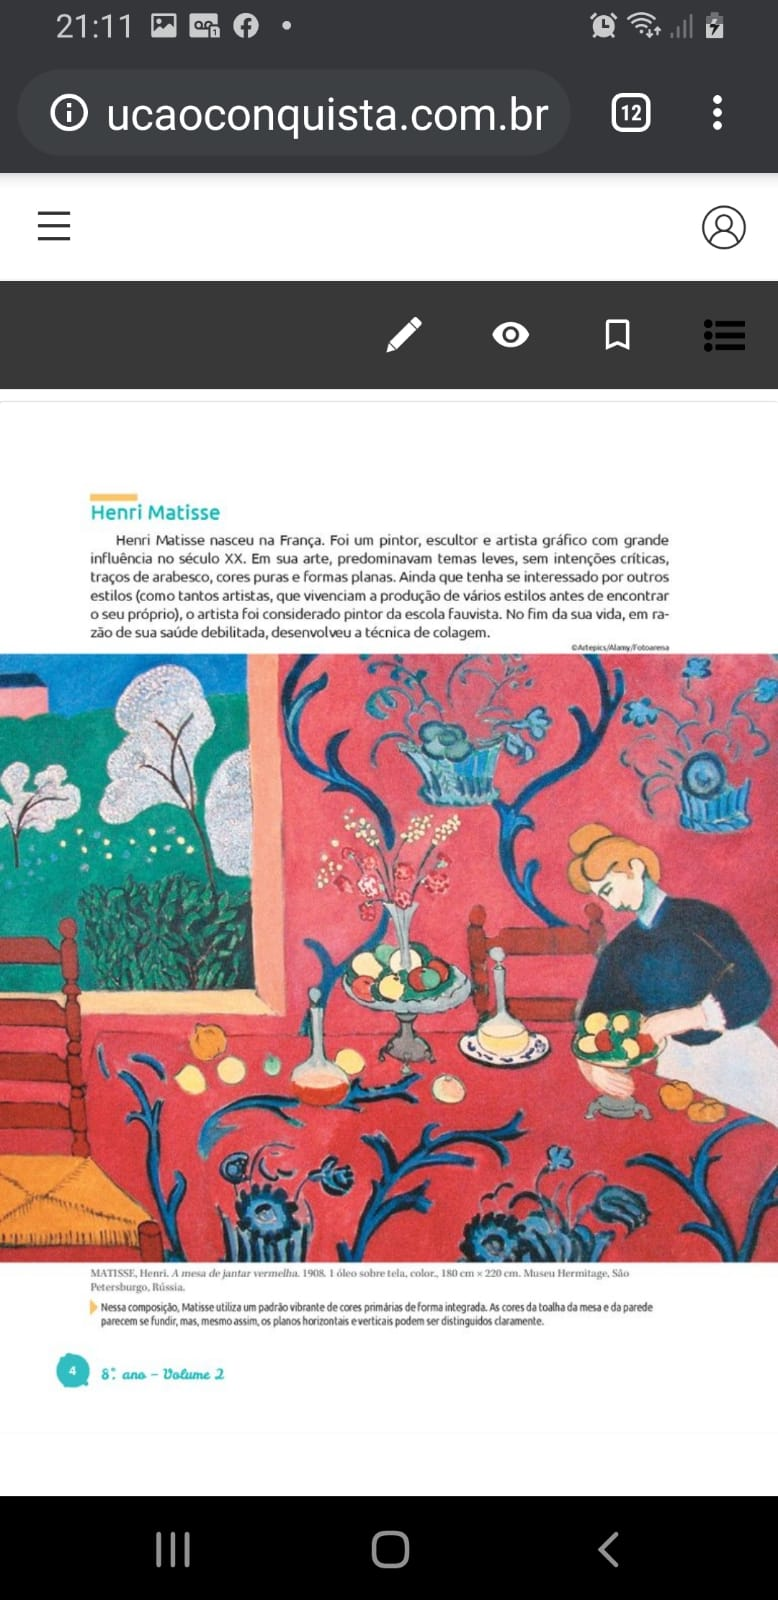 21:11
ucaoconquista.com.br
12
Henri Matisse
Henri Matisse nasceu na França. Foi um pintor, escultor e artista gráfico com grande
influência no século XX. Em sua arte, predominavam temas leves, sem intenções críticas,
traços de arabesco, cores puras e formas planas. Ainda que tenha se interessado por outros
estilos (como tantos artistas, que vivenciam a produção de vários estilos antes de encontrar
o seu próprio), o artista foi considerado pintor da escola fauvista. No fim da sua vida, em ra-
zão de sua saúde debilitada, desenvolveu a técnica de colagem.
©Artepics/Alamy/Fotoarena
MATISSE, Henri. A mesa de jantar vermelha. 1908. 1 óleo sobre tela, color., 180 cm × 220 cm. Museu Hermitage, São
Petersburgo, Rússia.
Nessa composição, Matisse utiliza um padrão vibrante de cores primárias de forma integrada. As cores da toalha da mesa e da parede
parecem se fundir, mas, mesmo assim, os planos horizontais e verticais podem ser distinguidos claramente.
4
8º. ano – Volume 2